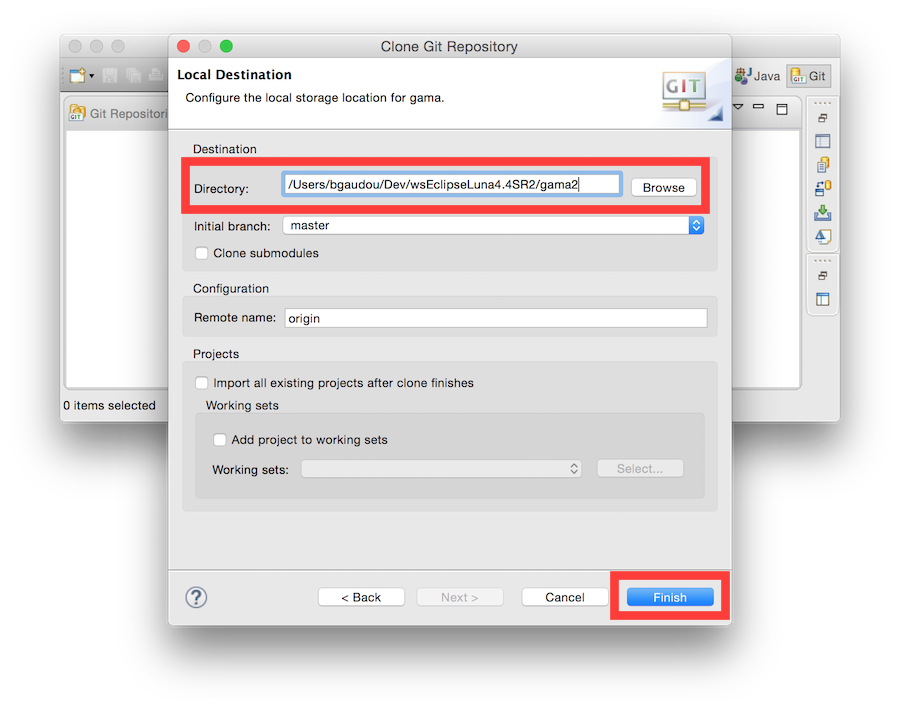 Clone Git Repository
Java
Git
Git Repositori
Local Destination
Configure the local storage location for gama.
GIT
Destination
Directory: /Users/bgaudou/Dev/wsEclipseLuna4.4SR2/gama2 Browse
Initial branch: master
Clone submodules
Configuration
Remote name: origin
Projects
Import all existing projects after clone finishes
Working sets
Add project to working sets
Working sets: Select...
0 items selected
? < Back Next > Cancel Finish